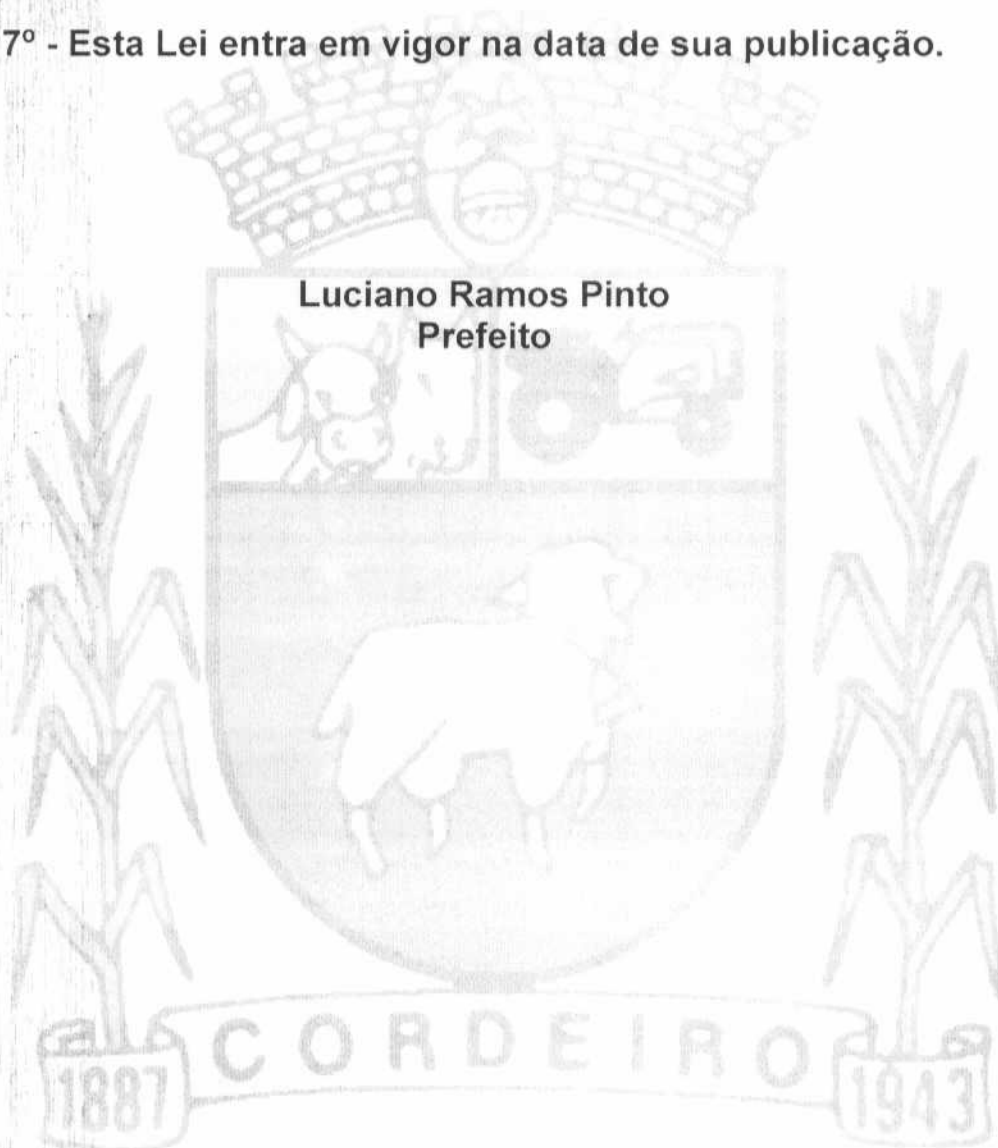 7º - Esta Lei entra em vigor na data de sua publicação.
Luciano Ramos Pinto
Prefeito
CORDEIRO
1887
1943